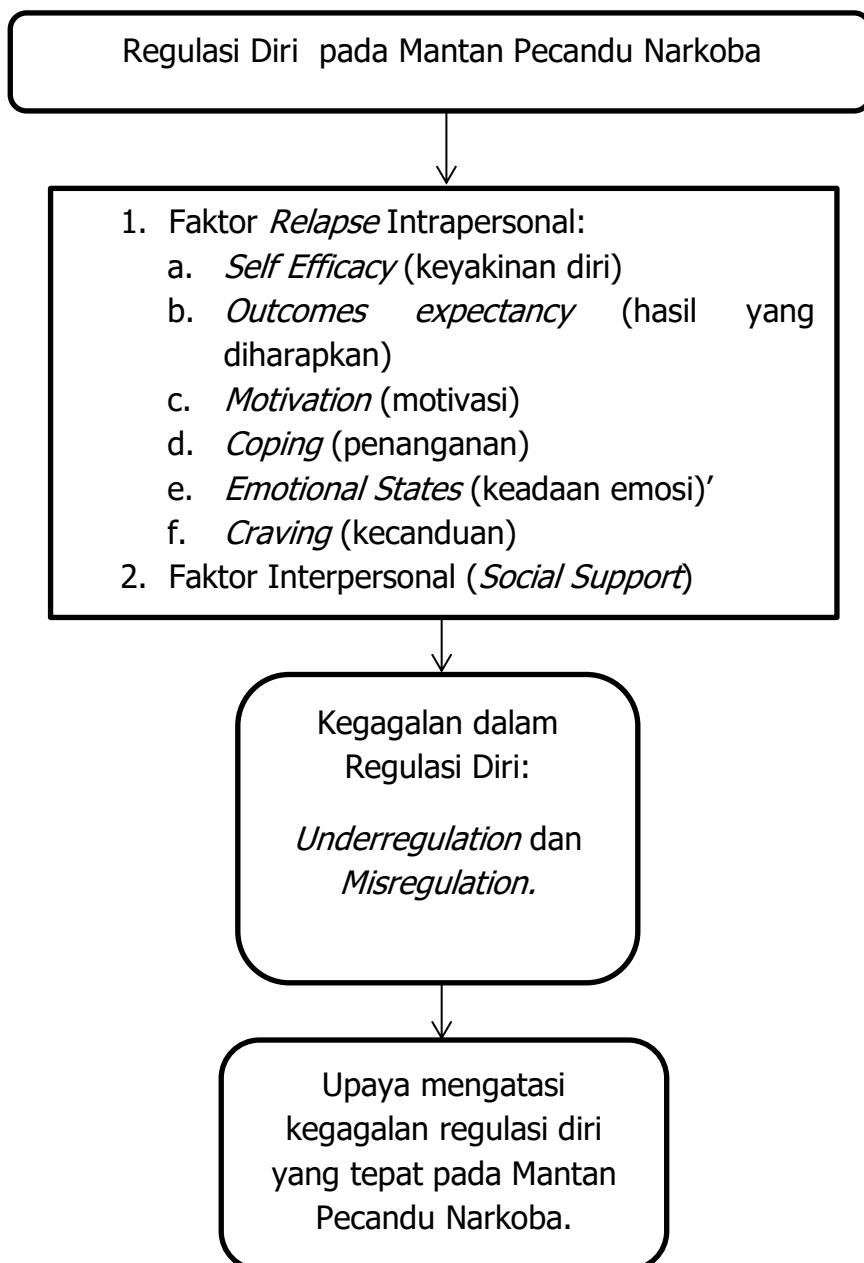 Regulasi Diri  pada Mantan Pecandu Narkoba
1. Faktor Relapse Intrapersonal:
a. Self Efficacy (keyakinan diri)
b. Outcomes expectancy (hasil yang
diharapkan)
c. Motivation (motivasi)
d. Coping (penanganan)
e. Emotional States (keadaan emosi)’
f. Craving (kecanduan)
2. Faktor Interpersonal (Social Support)
Kegagalan dalam
Regulasi Diri:
Underregulation dan
Misregulation.
Upaya mengatasi
kegagalan regulasi diri
yang tepat pada Mantan
Pecandu Narkoba.